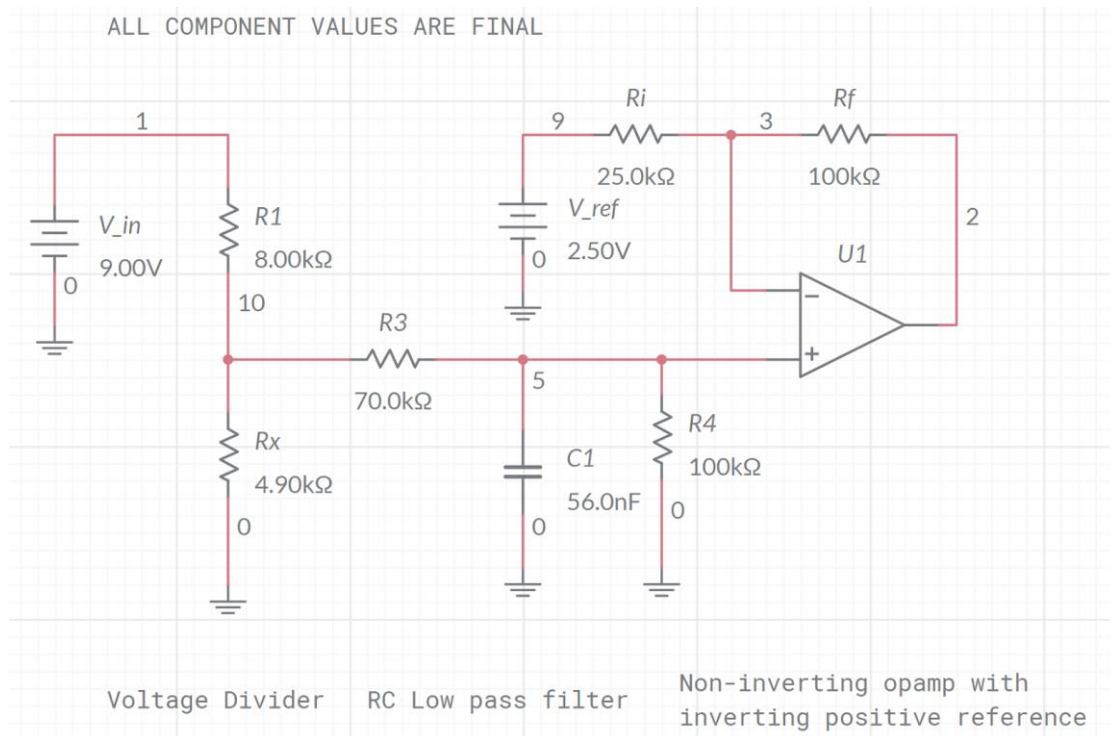 ALL COMPONENT VALUES ARE FINAL
1
V_in
9.00V
0
R1
8.00kΩ
10
Rx
4.90kΩ
0
R3
70.0kΩ
9
Ri
25.0kΩ
V_ref
2.50V
0
3
Rf
100kΩ
2
U1
−
+
5
C1
56.0nF
0
R4
100kΩ
0
Voltage Divider
RC Low pass filter
Non-inverting opamp with
inverting positive reference